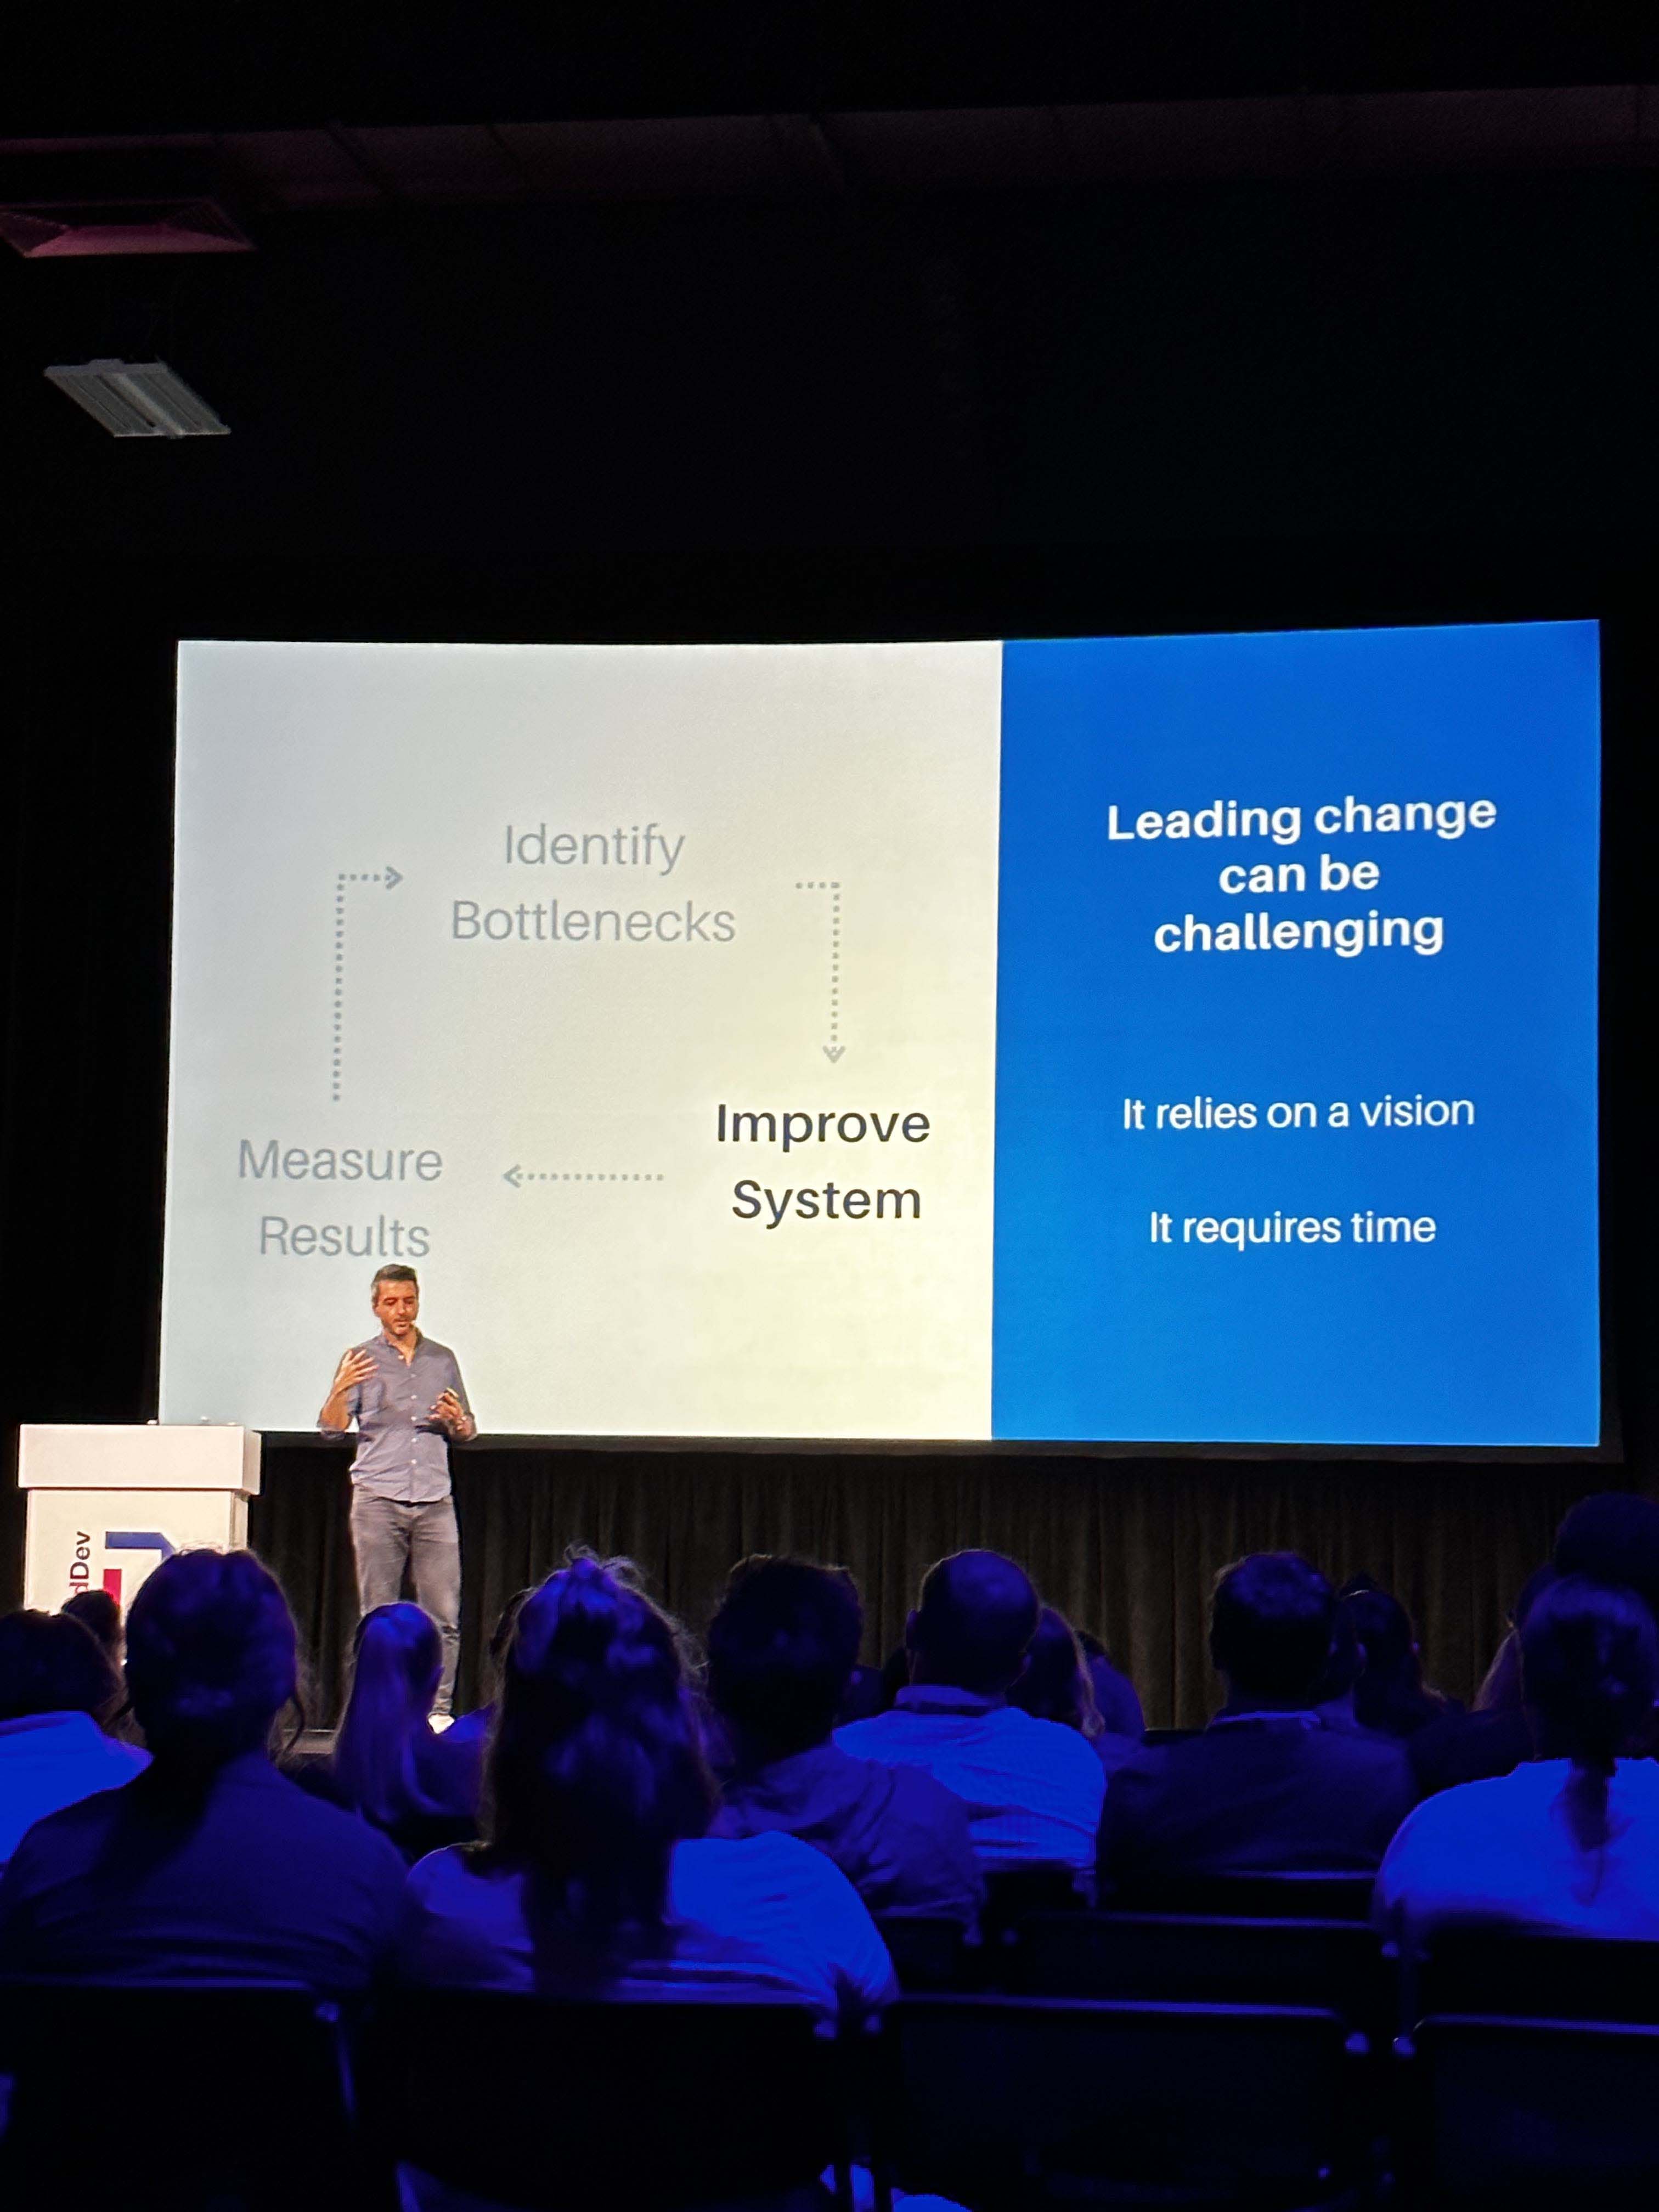 Identify
Bottlenecks
Improve
System
Measure
Results
Leading change
can be
challenging
It relies on a vision
It requires time
dDev